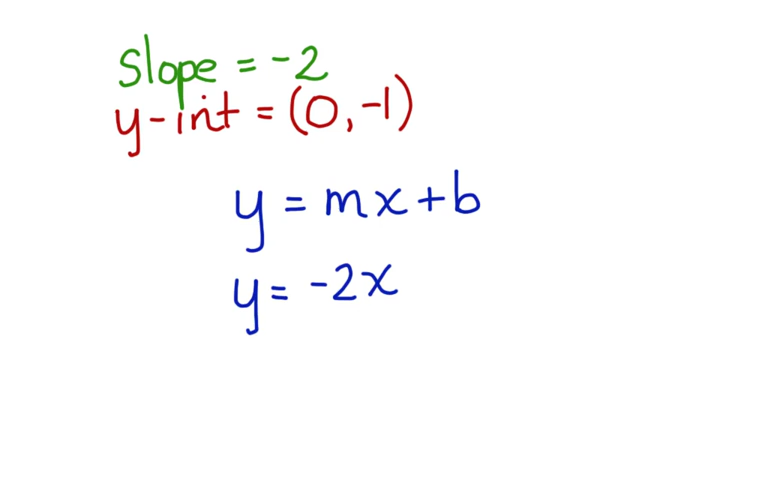 slope = -2
y-int = (0, -1)
y = mx + b
y = -2x